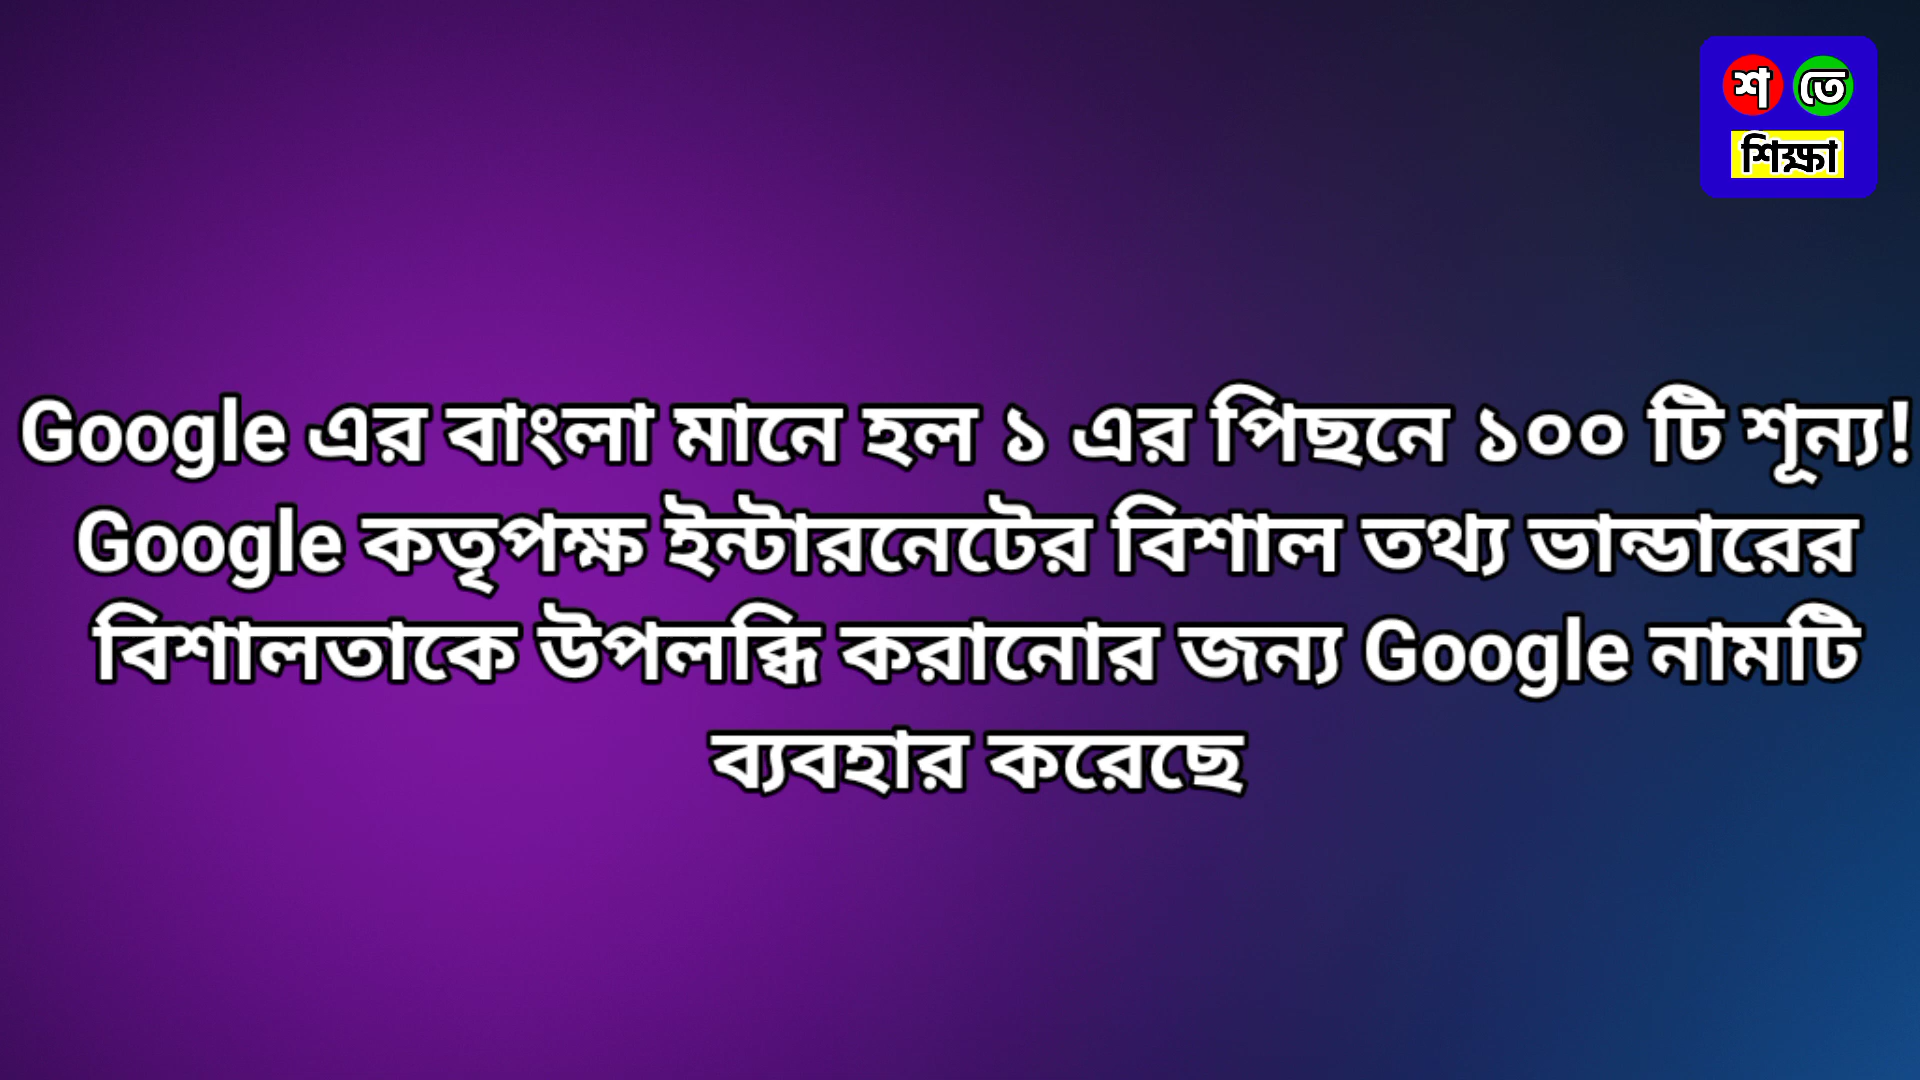 শ তে
শিক্ষা
Google এর বাংলা মানে হল ১ এর পিছনে ১০০ টি শূন্য!
Google কতৃপক্ষ ইন্টারনেটের বিশাল তথ্য ভান্ডারের
বিশালতাকে উপলব্ধি করানোর জন্য Google নামটি
ব্যবহার করেছে